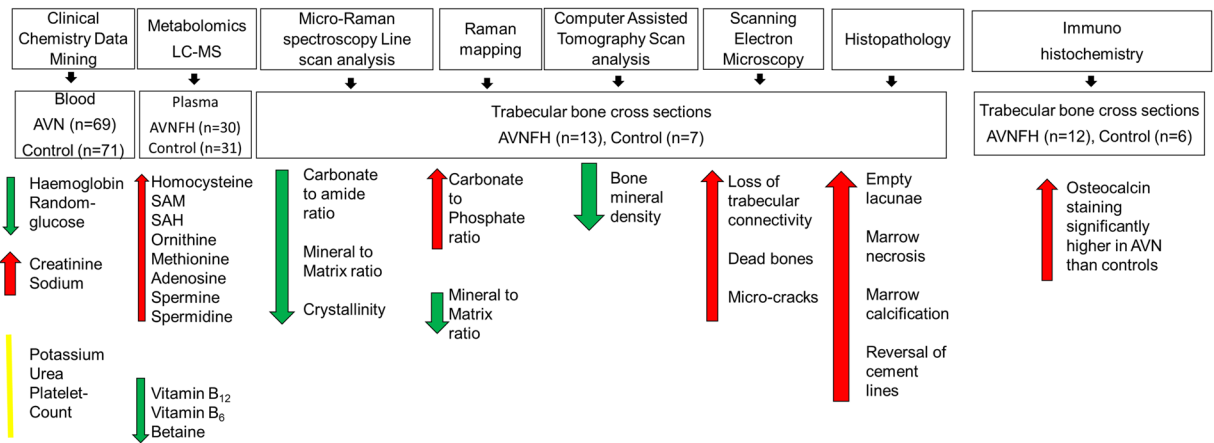 Clinical
Chemistry Data
Mining
Metabolomics
LC-MS
Micro-Raman
spectroscopy Line
scan analysis
Raman
mapping
Computer Assisted
Tomography Scan
analysis
Scanning
Electron
Microscopy
Histopathology
Immuno
histochemistry
Blood
AVN (n=69)
Control (n=71)
Plasma
AVNFH (n=30)
Control (n=31)
Trabecular bone cross sections
AVNFH (n=13), Control (n=7)
Trabecular bone cross sections
AVNFH (n=12), Control (n=6)
Haemoglobin
Random-
glucose
Creatinine
Sodium
Potassium
Urea
Platelet-
Count
Homocysteine
SAM
SAH
Ornithine
Methionine
Adenosine
Spermine
Spermidine
Vitamin B12
Vitamin B6
Betaine
Carbonate
to amide
ratio
Mineral to
Matrix ratio
Crystallinity
Carbonate
to
Phosphate
ratio
Mineral to
Matrix
ratio
Bone
mineral
density
Loss of
trabecular
connectivity
Dead bones
Micro-cracks
Empty
lacunae
Marrow
necrosis
Marrow
calcification
Reversal of
cement
lines
Osteocalcin
staining
significantly
higher in AVN
than controls